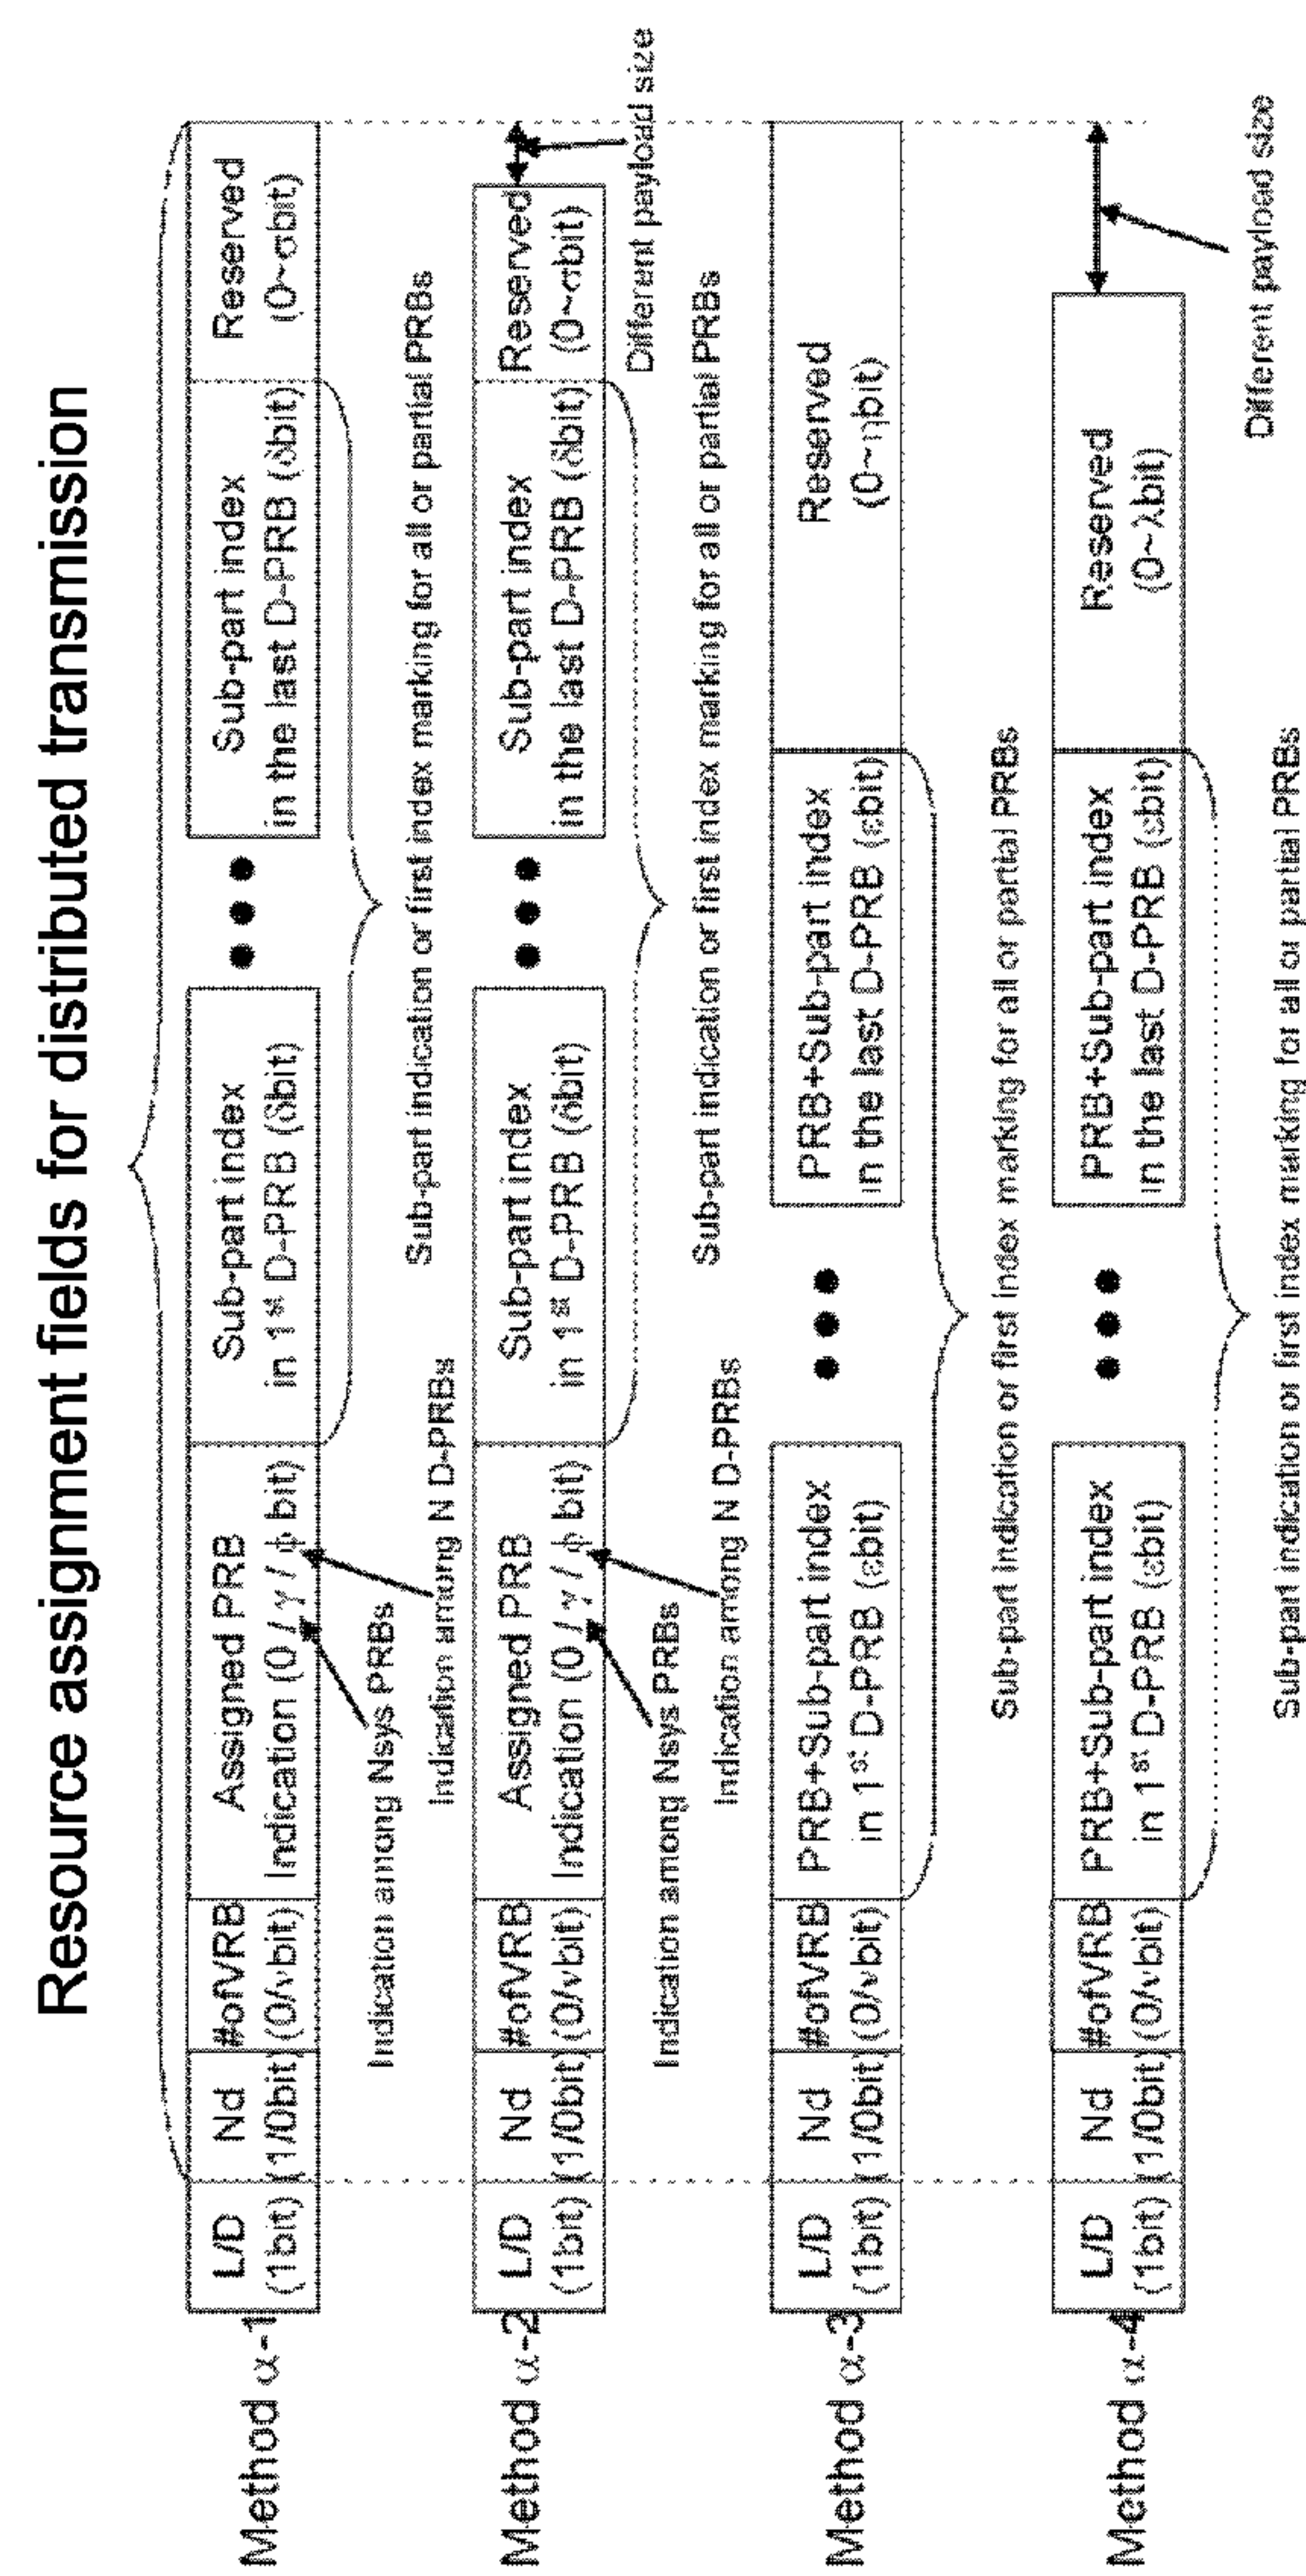 Resource assignment fields for distributed transmission
Method α-1
L/D
(1bit)
Nd
(1/0bit)
#ofVRB
(0/νbit)
Assigned PRB
Indication (0 / γ / ϕ bit)
Sub-part index
in 1st D-PRB (δbit)
Sub-part index
in the last D-PRB (δbit)
Reserved
(0~σbit)
Indication among Nsys PRBs
Indication among N D-PRBs
Sub-part indication or first index marking for all or partial PRBs
Method α-2
L/D
(1bit)
Nd
(1/0bit)
#ofVRB
(0/νbit)
Assigned PRB
Indication (0 / γ / ϕ bit)
Sub-part index
in 1st D-PRB (δbit)
Sub-part index
in the last D-PRB (δbit)
Reserved
(0~σbit)
Different payload size
Indication among Nsys PRBs
Indication among N D-PRBs
Sub-part indication or first index marking for all or partial PRBs
Method α-3
L/D
(1bit)
Nd
(1/0bit)
#ofVRB
(0/νbit)
PRB+Sub-part index
in 1st D-PRB (εbit)
PRB+Sub-part index
in the last D-PRB (εbit)
Reserved
(0~ηbit)
Sub-part indication or first index marking for all or partial PRBs
Method α-4
L/D
(1bit)
Nd
(1/0bit)
#ofVRB
(0/νbit)
PRB+Sub-part index
in 1st D-PRB (εbit)
PRB+Sub-part index
in the last D-PRB (εbit)
Reserved
(0~λbit)
Different payload size
Sub-part indication or first index marking for all or partial PRBs